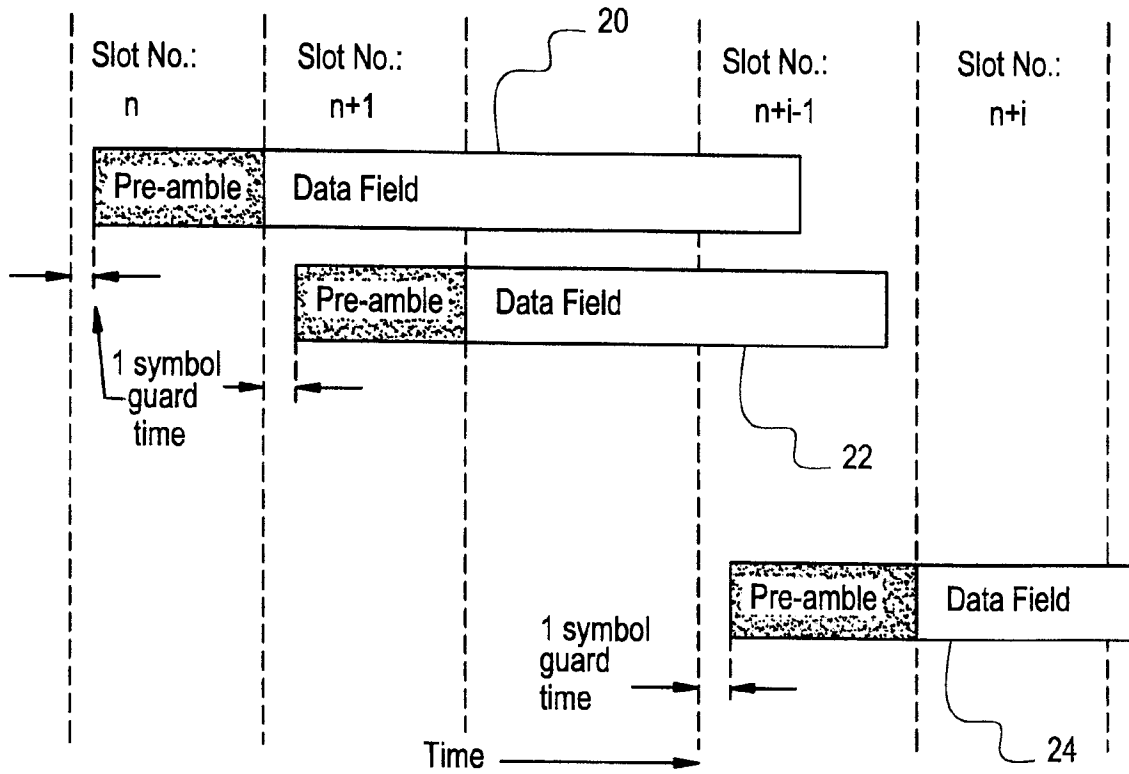 20
Slot No.:
n
Slot No.:
n+1
Slot No.:
n+i-1
Slot No.:
n+i
Pre-amble
Data Field
Pre-amble
Data Field
1 symbol
guard
time
22
Pre-amble
Data Field
1 symbol
guard
time
Time
24